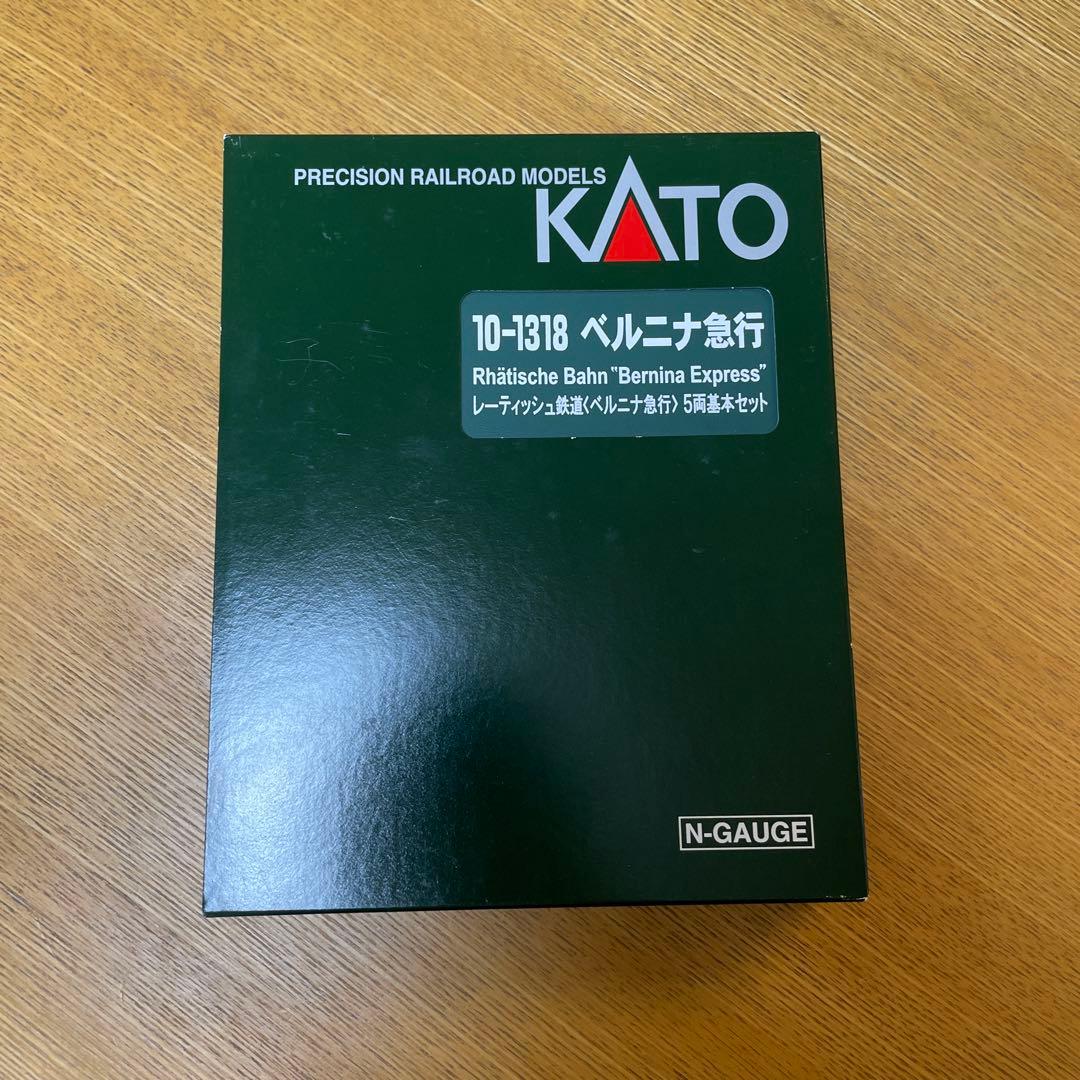 PRECISION RAILROAD MODELS
KATO
10-1318 ベルニナ急行
Rhätische Bahn "Bernina Express"
レーティッシュ鉄道〈ベルニナ急行〉5両基本セット
N-GAUGE